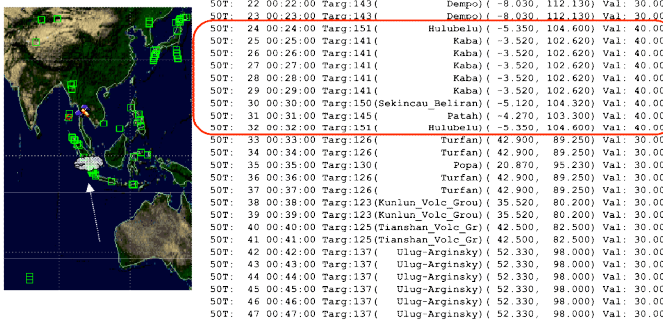 50T: 22 00:22:00 Targ:143( Dempo)( -8.030, 112.130) Val: 30.00
50T: 23 00:23:00 Targ:143( Dempo)( -8.030, 112.130) Val: 30.00
50T: 24 00:24:00 Targ:151( Hulubelu)( -5.350, 104.600) Val: 40.00
50T: 25 00:25:00 Targ:141( Kaba)( -3.520, 102.620) Val: 40.00
50T: 26 00:26:00 Targ:141( Kaba)( -3.520, 102.620) Val: 40.00
50T: 27 00:27:00 Targ:141( Kaba)( -3.520, 102.620) Val: 40.00
50T: 28 00:28:00 Targ:141( Kaba)( -3.520, 102.620) Val: 40.00
50T: 29 00:29:00 Targ:141( Kaba)( -3.520, 102.620) Val: 40.00
50T: 30 00:30:00 Targ:150(Sekincau_Beliran)( -5.120, 104.320) Val: 40.00
50T: 31 00:31:00 Targ:145( Patah)( -4.270, 103.300) Val: 40.00
50T: 32 00:32:00 Targ:151( Hulubelu)( -5.350, 104.600) Val: 40.00
50T: 33 00:33:00 Targ:126( Turfan)( 42.900, 89.250) Val: 30.00
50T: 34 00:34:00 Targ:126( Turfan)( 42.900, 89.250) Val: 30.00
50T: 35 00:35:00 Targ:130( Popa)( 20.870, 95.230) Val: 30.00
50T: 36 00:36:00 Targ:126( Turfan)( 42.900, 89.250) Val: 30.00
50T: 37 00:37:00 Targ:126( Turfan)( 42.900, 89.250) Val: 30.00
50T: 38 00:38:00 Targ:123(Kunlun_Volc_Grou)( 35.520, 80.200) Val: 30.00
50T: 39 00:39:00 Targ:123(Kunlun_Volc_Grou)( 35.520, 80.200) Val: 30.00
50T: 40 00:40:00 Targ:125(Tianshan_Volc_Gr)( 42.500, 82.500) Val: 30.00
50T: 41 00:41:00 Targ:125(Tianshan_Volc_Gr)( 42.500, 82.500) Val: 30.00
50T: 42 00:42:00 Targ:137( Ulug-Arginsky)( 52.330, 98.000) Val: 30.00
50T: 43 00:43:00 Targ:137( Ulug-Arginsky)( 52.330, 98.000) Val: 30.00
50T: 44 00:44:00 Targ:137( Ulug-Arginsky)( 52.330, 98.000) Val: 30.00
50T: 45 00:45:00 Targ:137( Ulug-Arginsky)( 52.330, 98.000) Val: 30.00
50T: 46 00:46:00 Targ:137( Ulug-Arginsky)( 52.330, 98.000) Val: 30.00
50T: 47 00:47:00 Targ:137( Ulug-Arginsky)( 52.330, 98.000) Val: 30.00